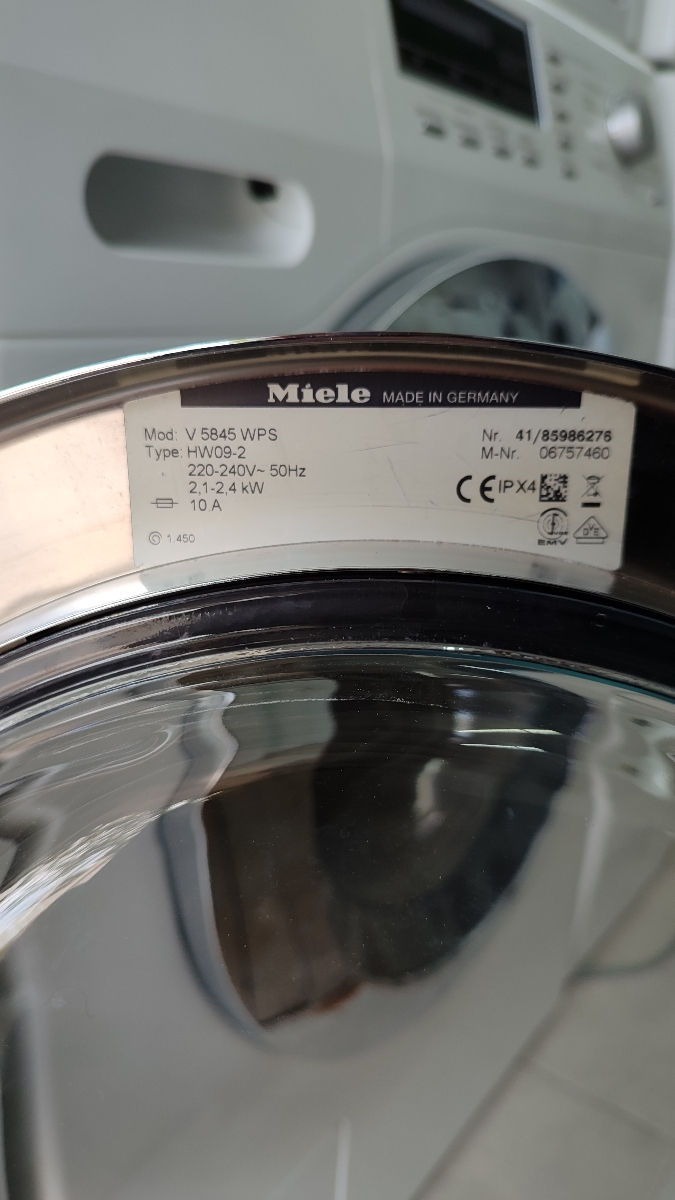 Miele MADE IN GERMANY
Mod: V 5845 WPS
Type: HW09-2
220-240V~ 50Hz
2,1-2,4 kW
10 A
© 1.450
Nr. 41/85986276
M-Nr. 06757460
CE IPX4
EMV